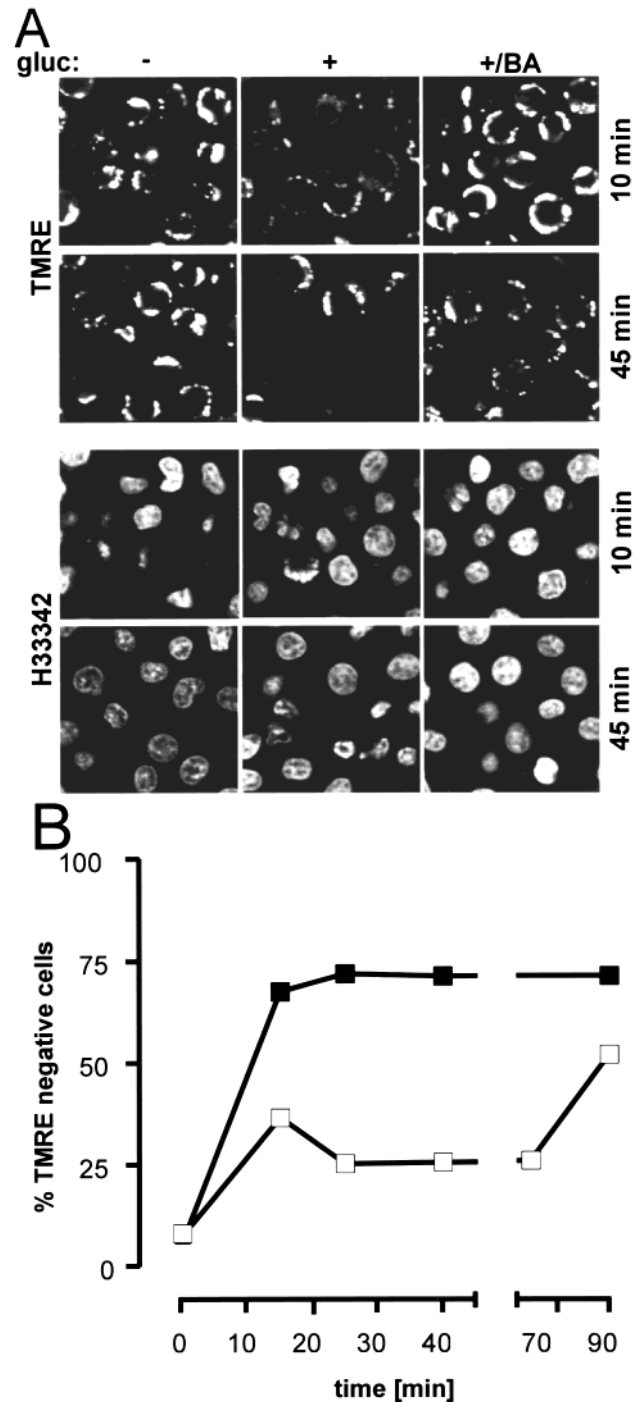 A
gluc: - + +/BA
TMRE
10 min
45 min
H33342
10 min
45 min
B
% TMRE negative cells
100
75
50
25
0
0 10 20 30 40 70 90
time [min]